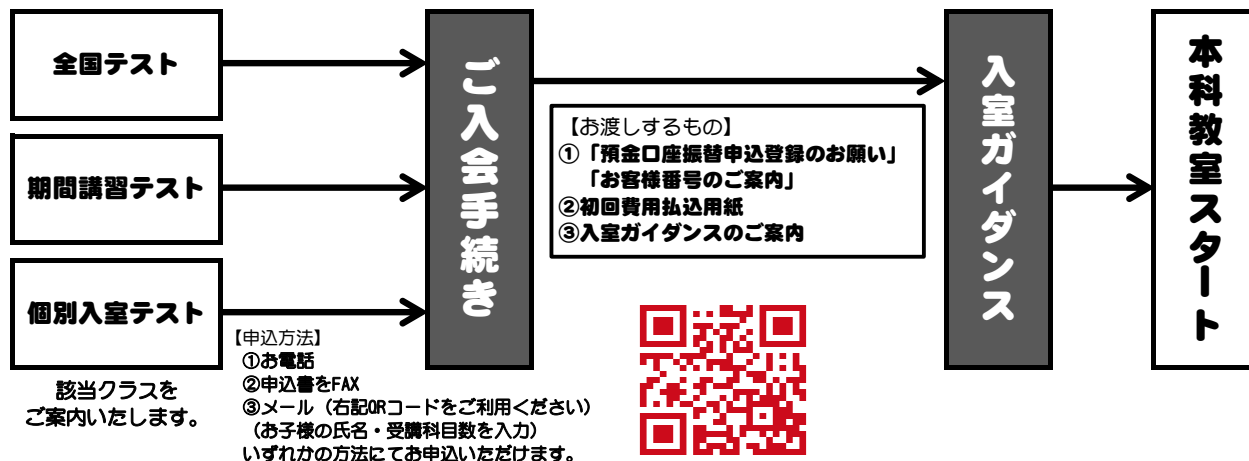 全国テスト
期間講習テスト
個別入室テスト
該当クラスを
ご案内いたします。
【申込方法】
①お電話
②申込書をFAX
③メール（右記QRコードをご利用ください）
（お子様の氏名・受講科目数を入力）
いずれかの方法にてお申込いただけます。
ご入会手続き
【お渡しするもの】
①「預金口座振替申込登録のお願い」
「お客様番号のご案内」
②初回費用払込用紙
③入室ガイダンスのご案内
入室ガイダンス
本科教室スタート